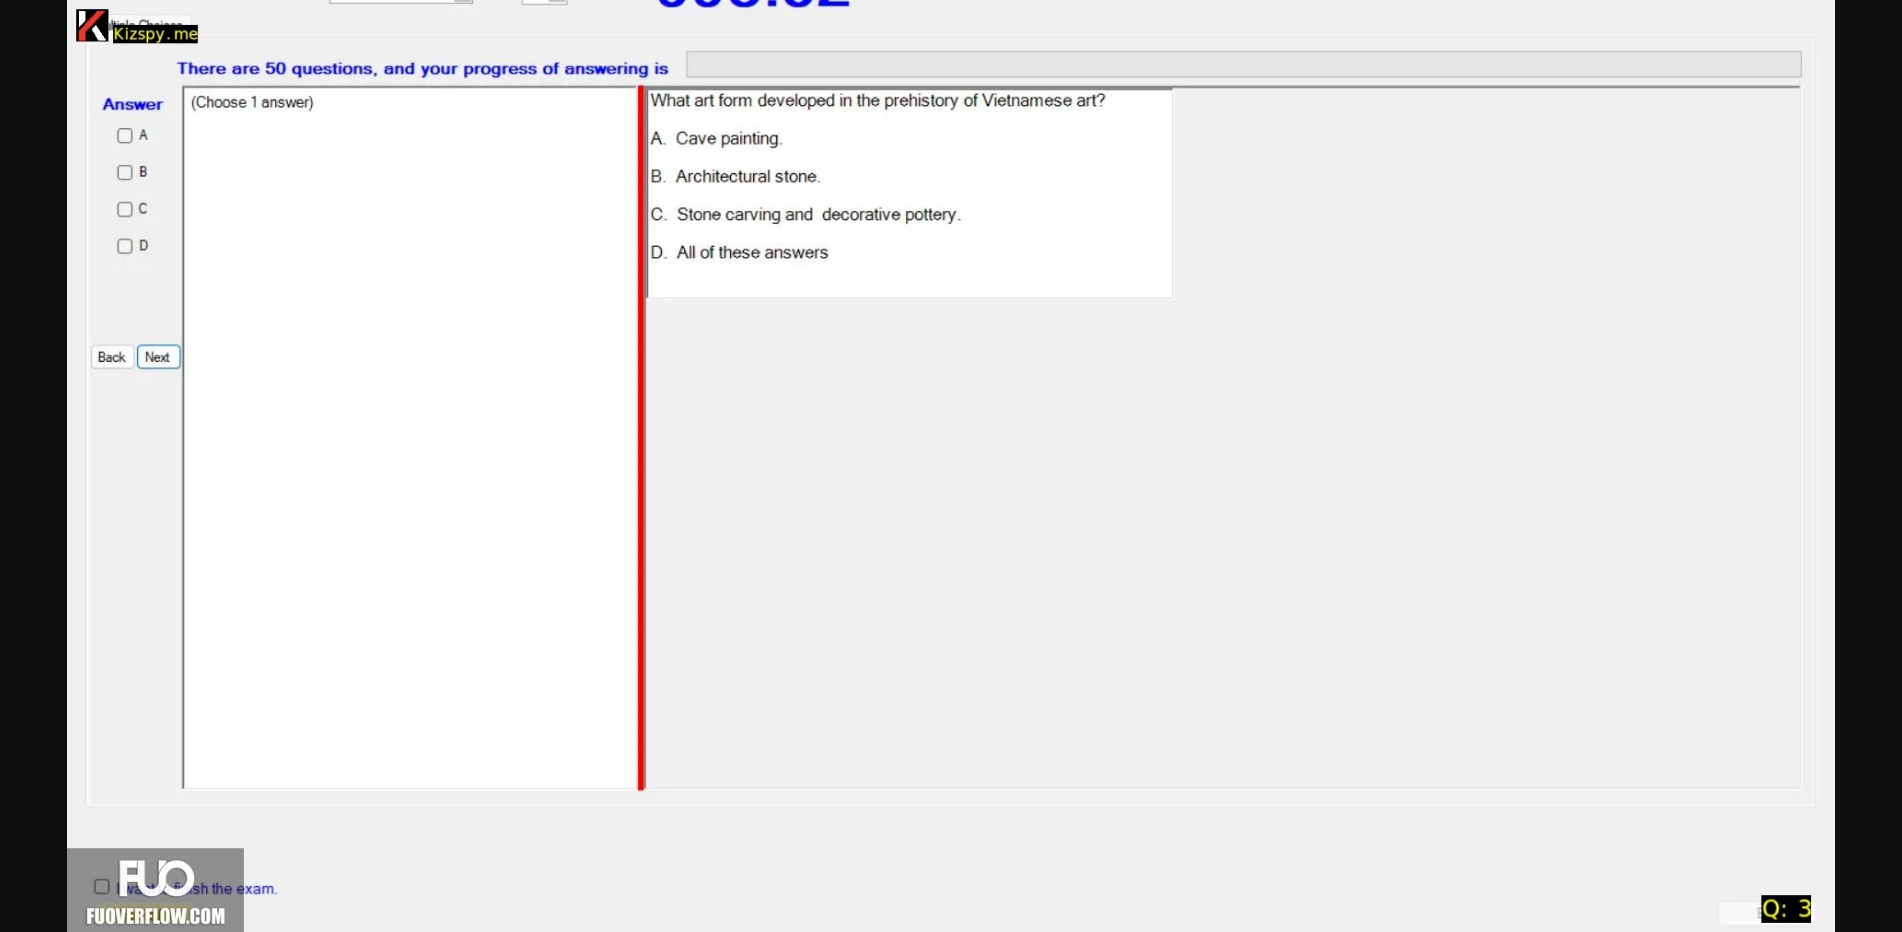 Kizspy.me
There are 50 questions, and your progress of answering is
Answer
(Choose 1 answer)
A
B
C
D
Back Next
What art form developed in the prehistory of Vietnamese art?
A. Cave painting.
B. Architectural stone.
C. Stone carving and decorative pottery.
D. All of these answers
FUO
the exam.
FUOVERFLOW.COM
Q: 3